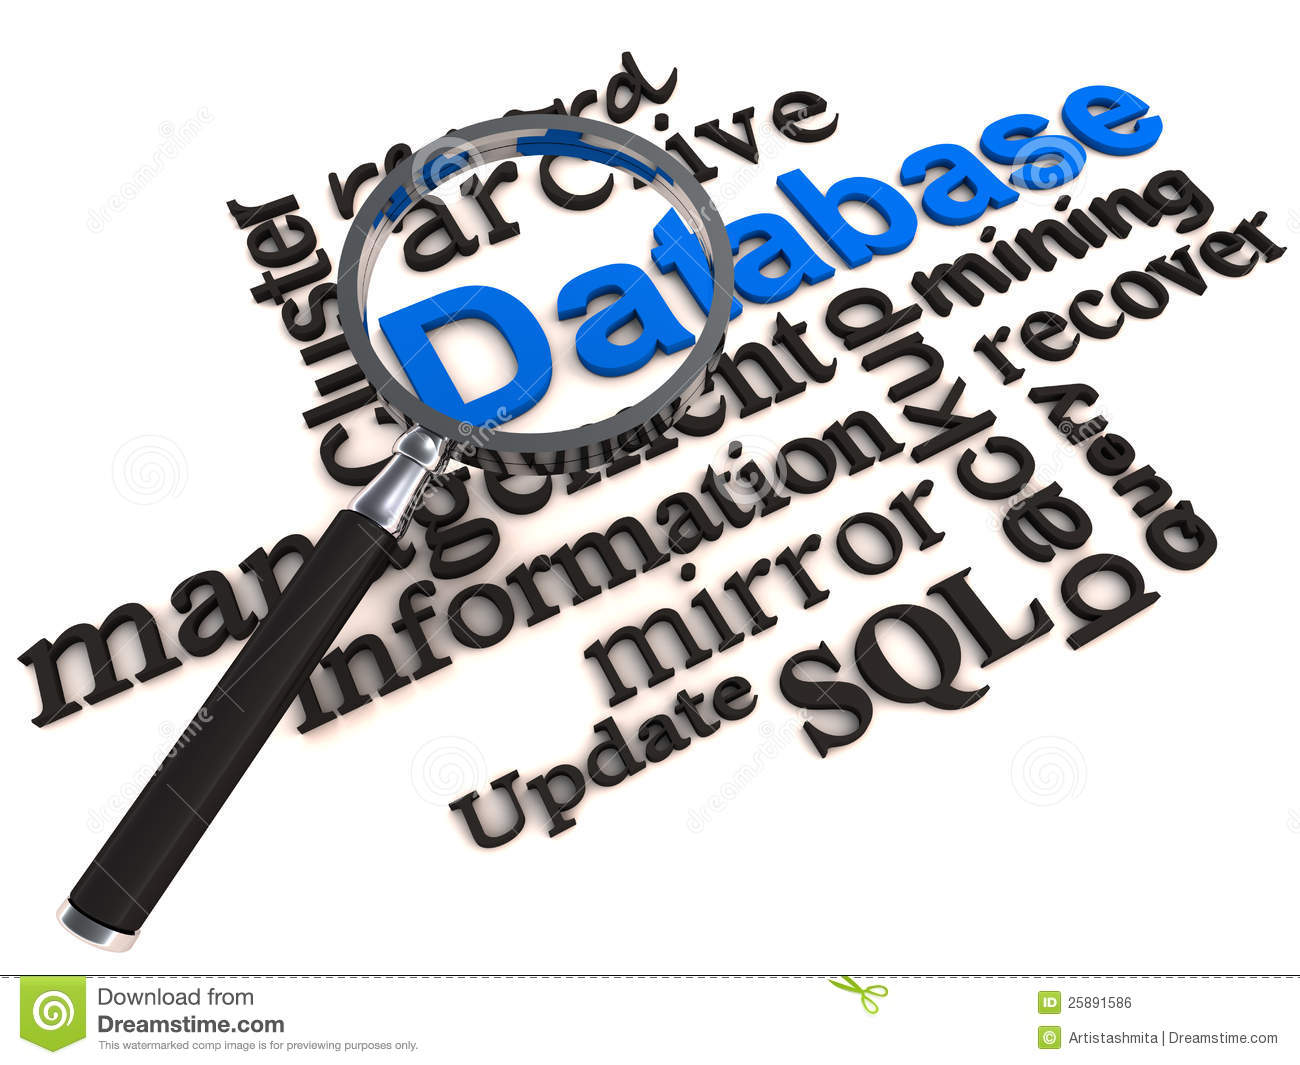 record
archive
Database
Cluster
mining
recover
management
backup
Query
information
mirror
SQL
Update
dreamstime
Download from
Dreamstime.com
This watermarked comp image is for previewing purposes only.
ID 25891586
© Artistashmita | Dreamstime.com